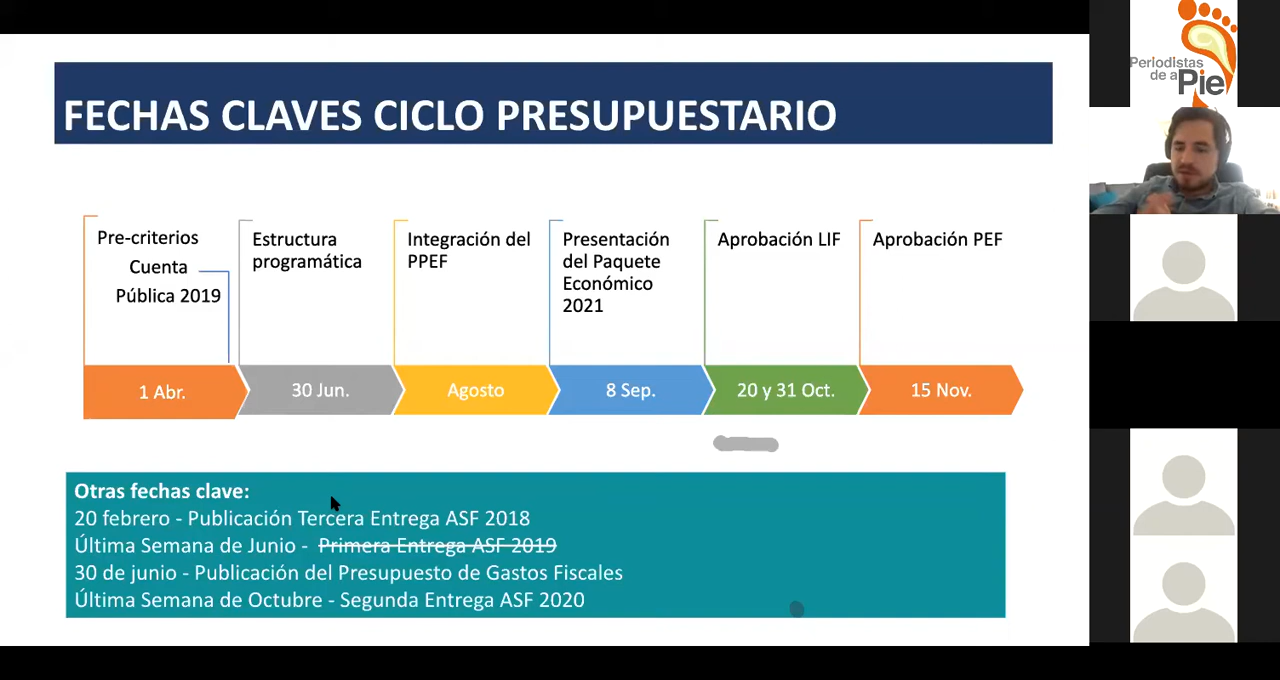 FECHAS CLAVES CICLO PRESUPUESTARIO
Periodistas
de a Pie
Pre-criterios
Cuenta
Pública 2019
Estructura
programática
Integración del
PPEF
Presentación
del Paquete
Económico
2021
Aprobación LIF
Aprobación PEF
1 Abr.
30 Jun.
Agosto
8 Sep.
20 y 31 Oct.
15 Nov.
Otras fechas clave:
20 febrero - Publicación Tercera Entrega ASF 2018
Última Semana de Junio - Primera Entrega ASF 2019
30 de junio - Publicación del Presupuesto de Gastos Fiscales
Última Semana de Octubre - Segunda Entrega ASF 2020